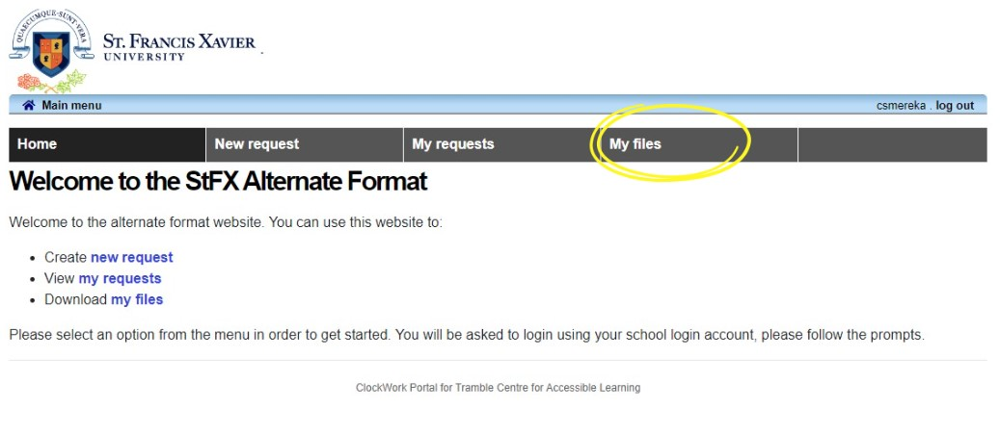 QUAECUMQUE·SUNT·VERA
ST. FRANCIS XAVIER
UNIVERSITY
Main menu
csmereka . log out
Home New request My requests My files
Welcome to the StFX Alternate Format
Welcome to the alternate format website. You can use this website to:
• Create new request
• View my requests
• Download my files
Please select an option from the menu in order to get started. You will be asked to login using your school login account, please follow the prompts.
ClockWork Portal for Tramble Centre for Accessible Learning